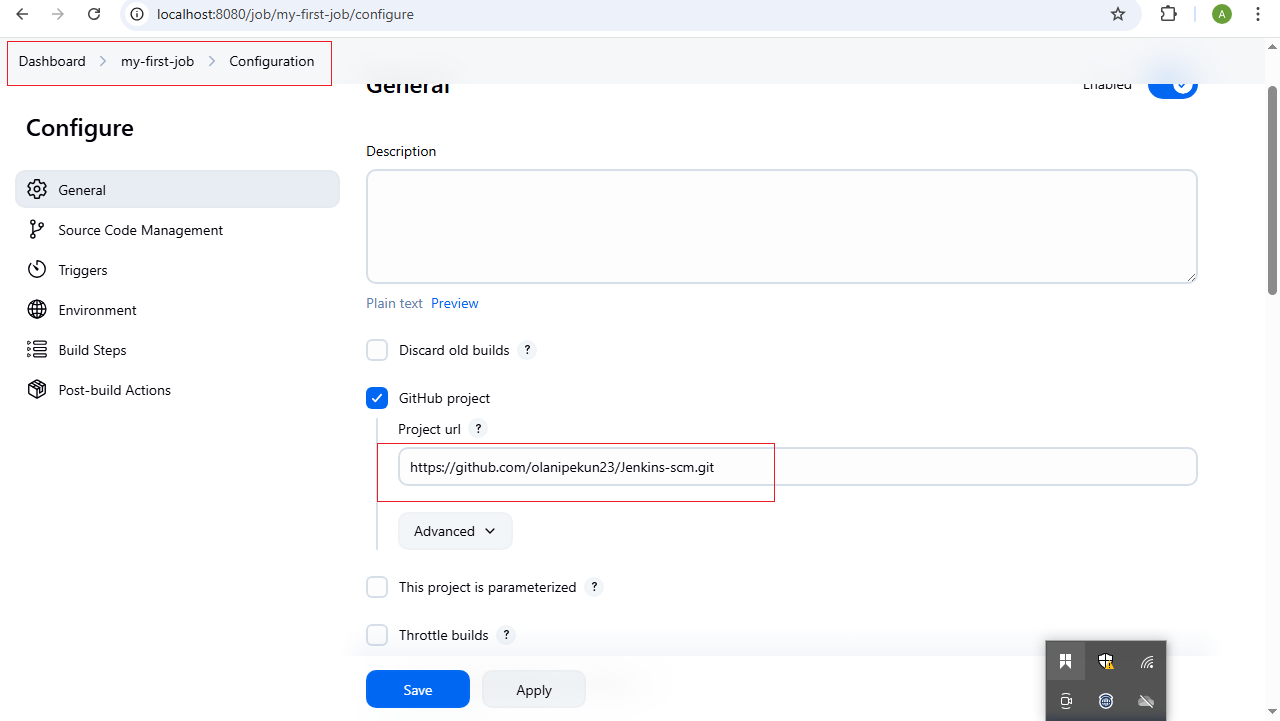 localhost:8080/job/my-first-job/configure
A
Dashboard > my-first-job > Configuration
General
Enabled
Configure
General
Source Code Management
Triggers
Environment
Build Steps
Post-build Actions
Description
Plain text Preview
Discard old builds ?
GitHub project
Project url ?
https://github.com/olanipekun23/Jenkins-scm.git
Advanced
This project is parameterized ?
Throttle builds ?
Save Apply